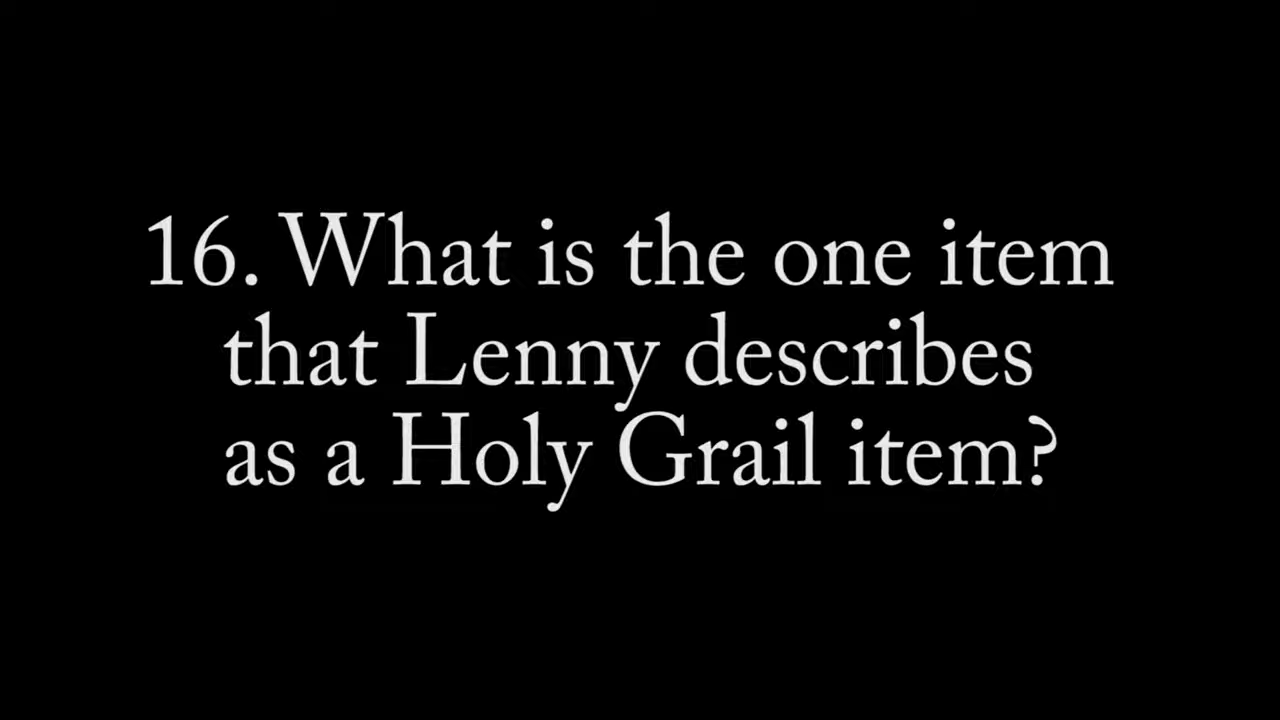 16. What is the one item
that Lenny describes
as a Holy Grail item?